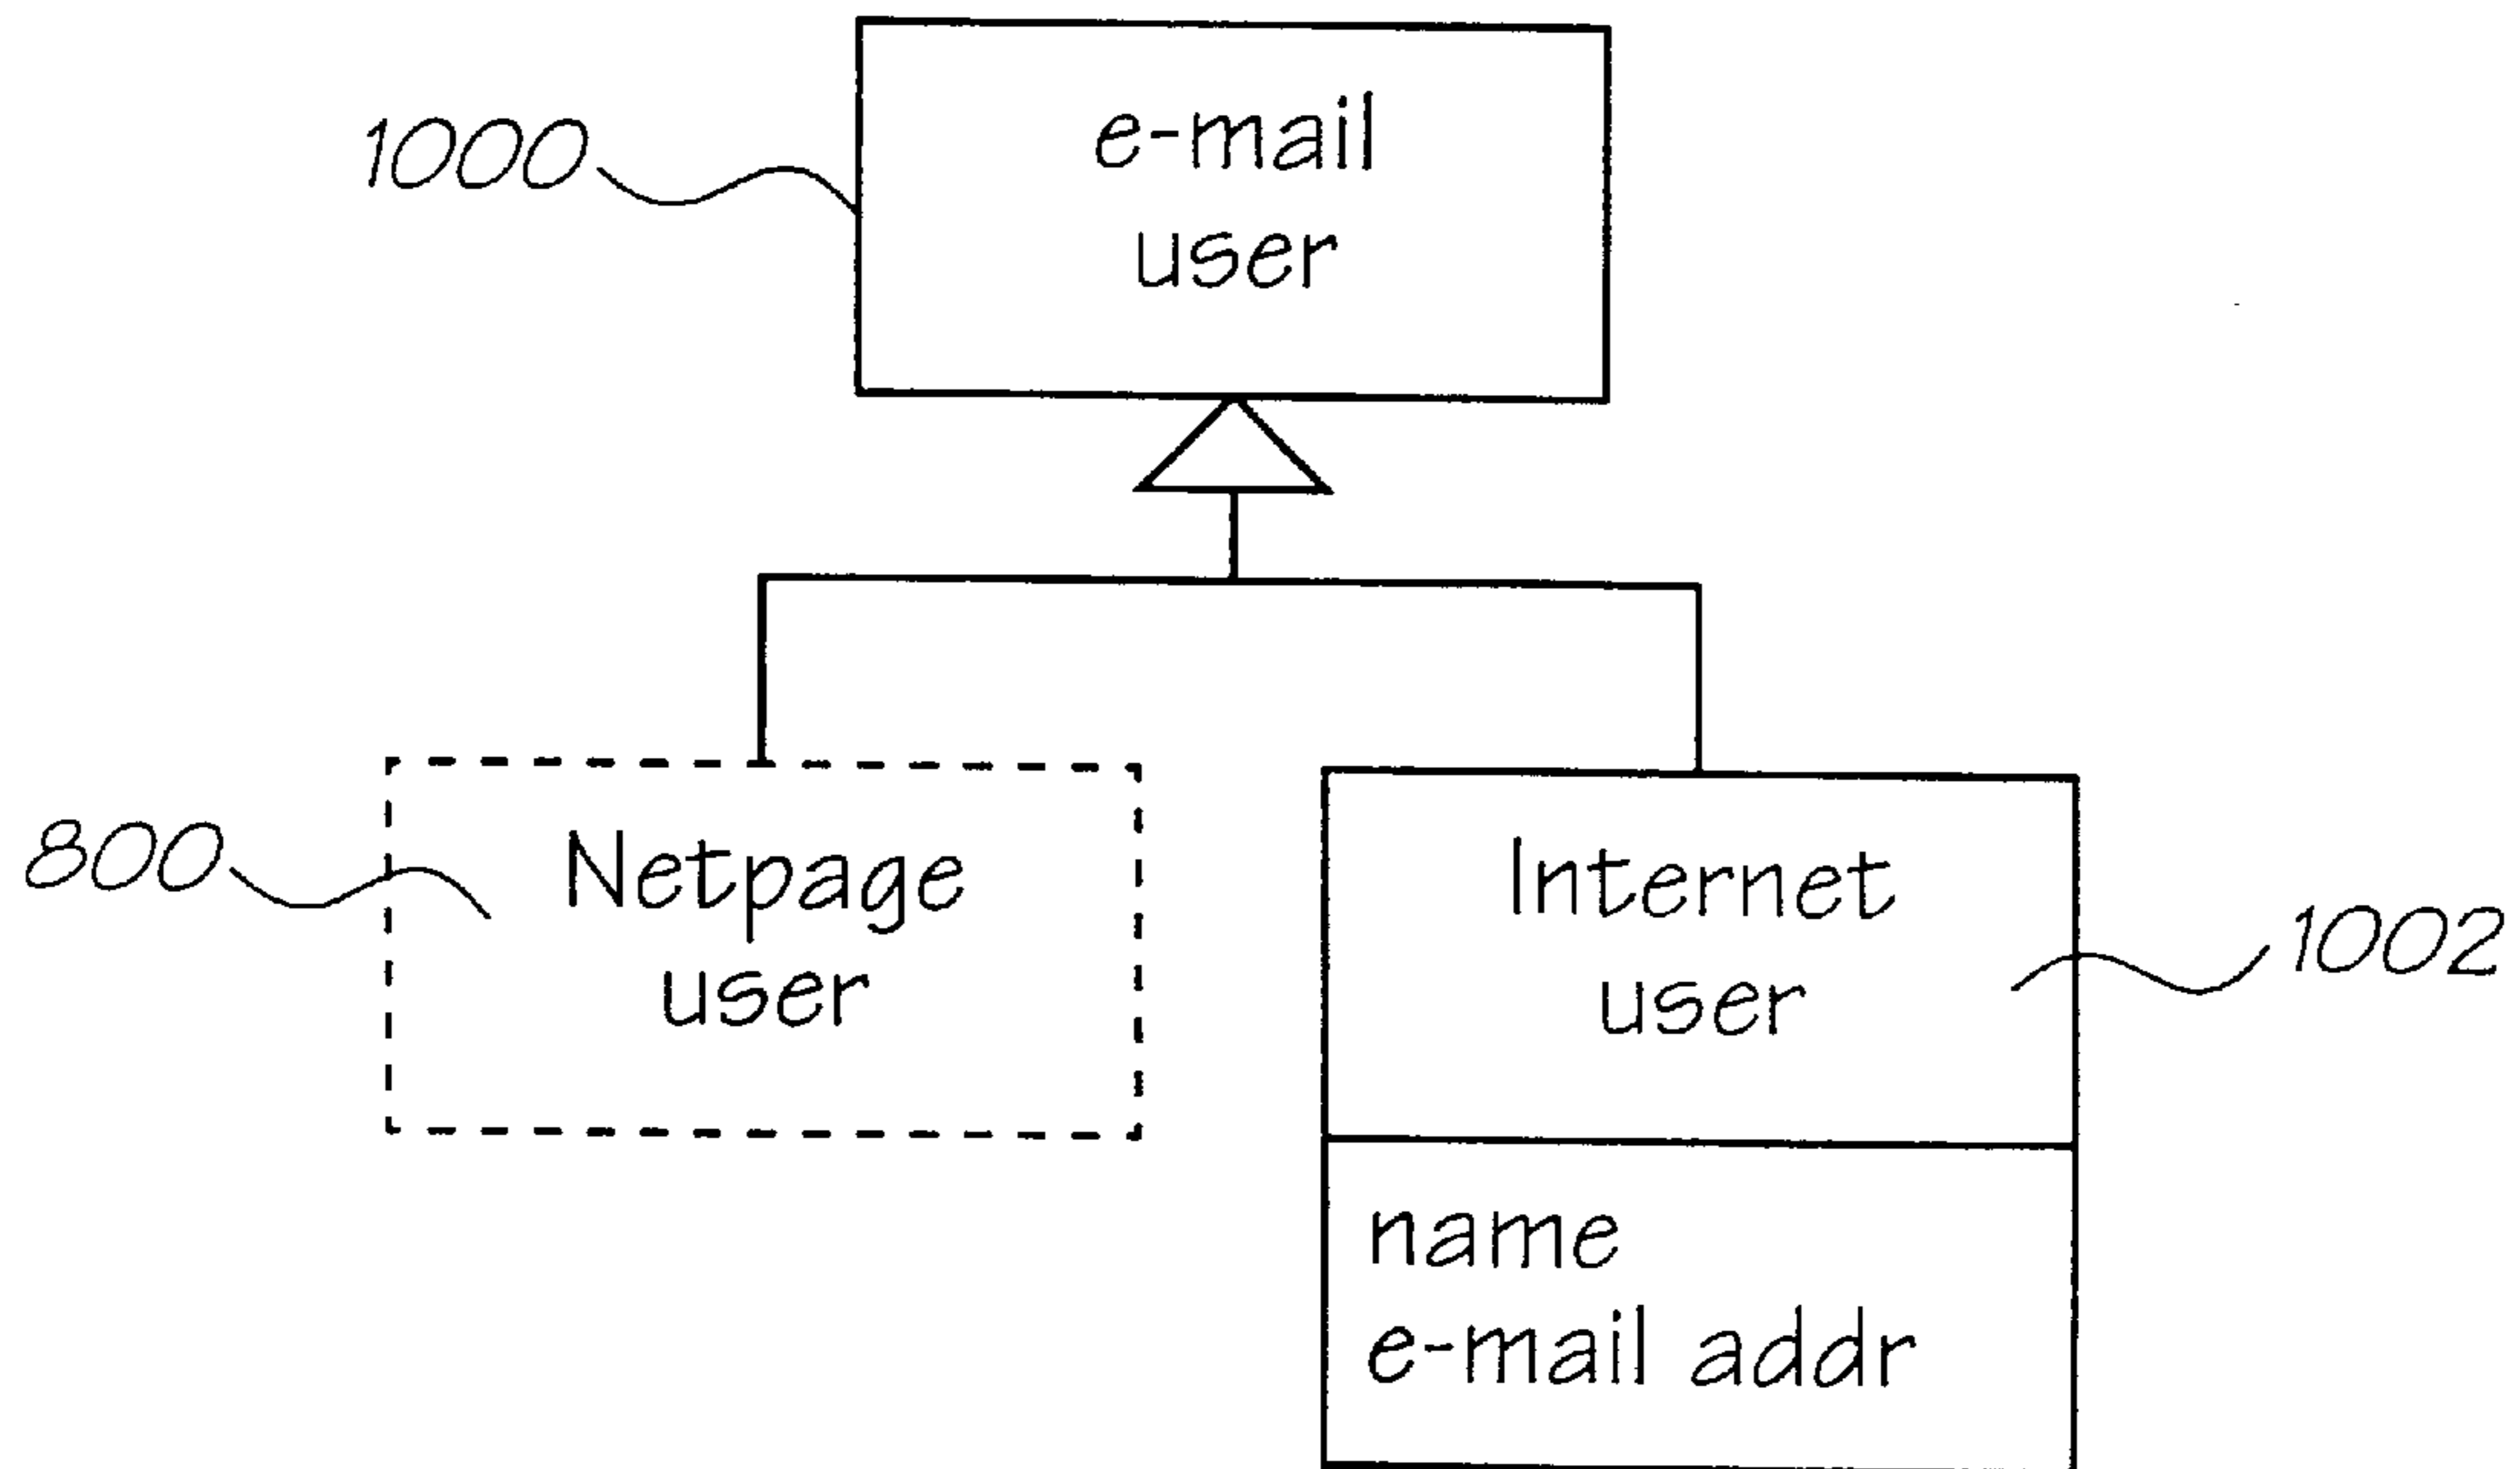 1000
e-mail
user
800
Netpage
user
Internet
user
1002
name
e-mail addr